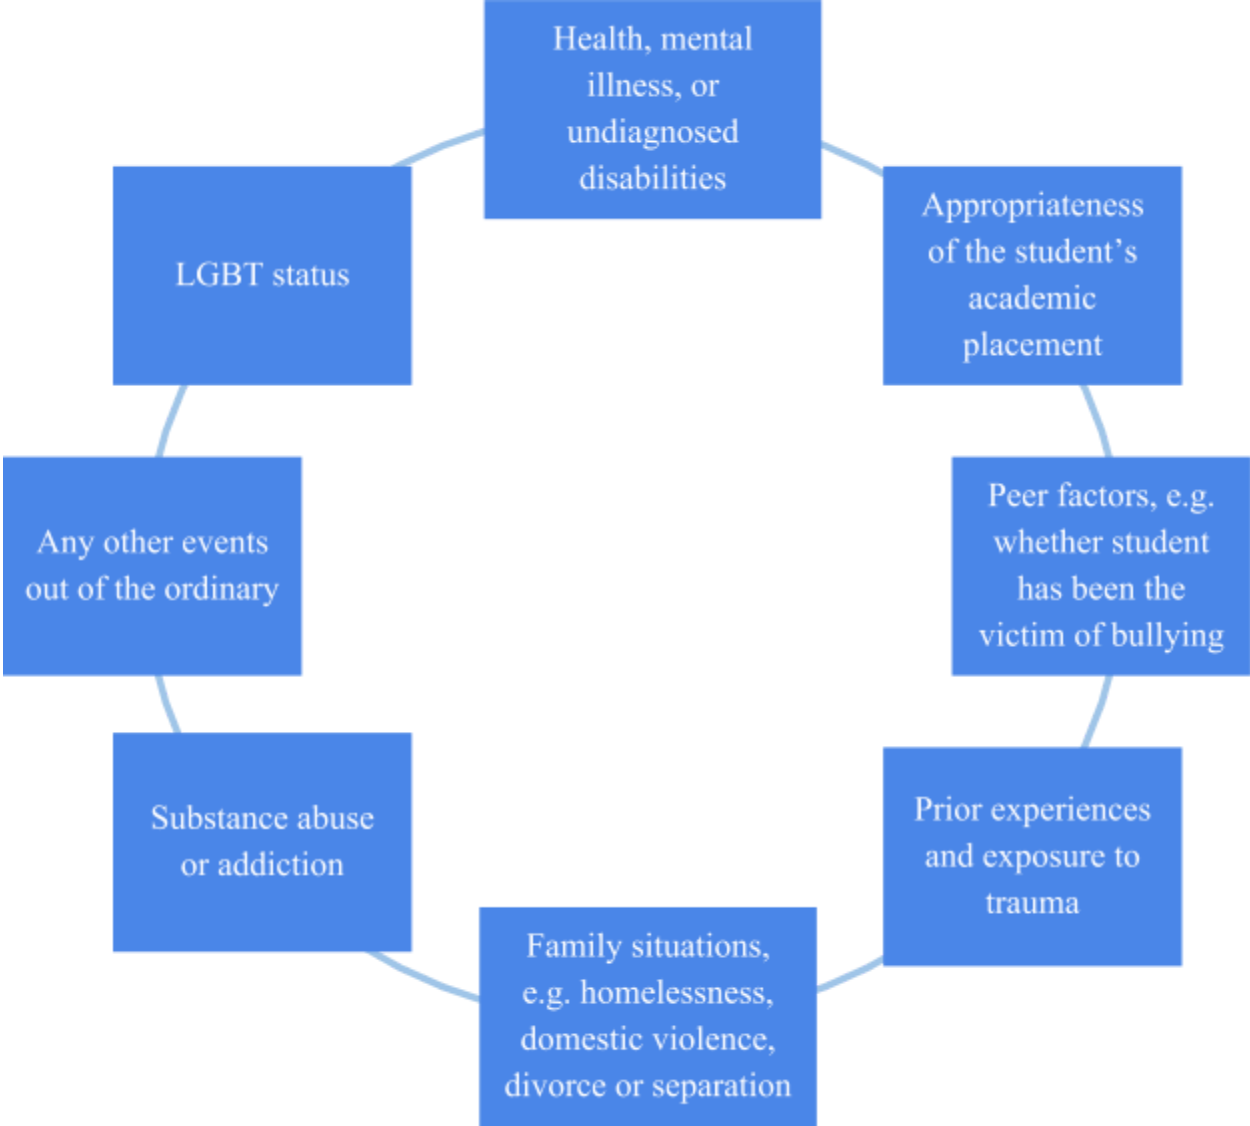 Health, mental
illness, or
undiagnosed
disabilities
Appropriateness
of the student’s
academic
placement
Peer factors, e.g.
whether student
has been the
victim of bullying
Prior experiences
and exposure to
trauma
Family situations,
e.g. homelessness,
domestic violence,
divorce or separation
Substance abuse
or addiction
Any other events
out of the ordinary
LGBT status